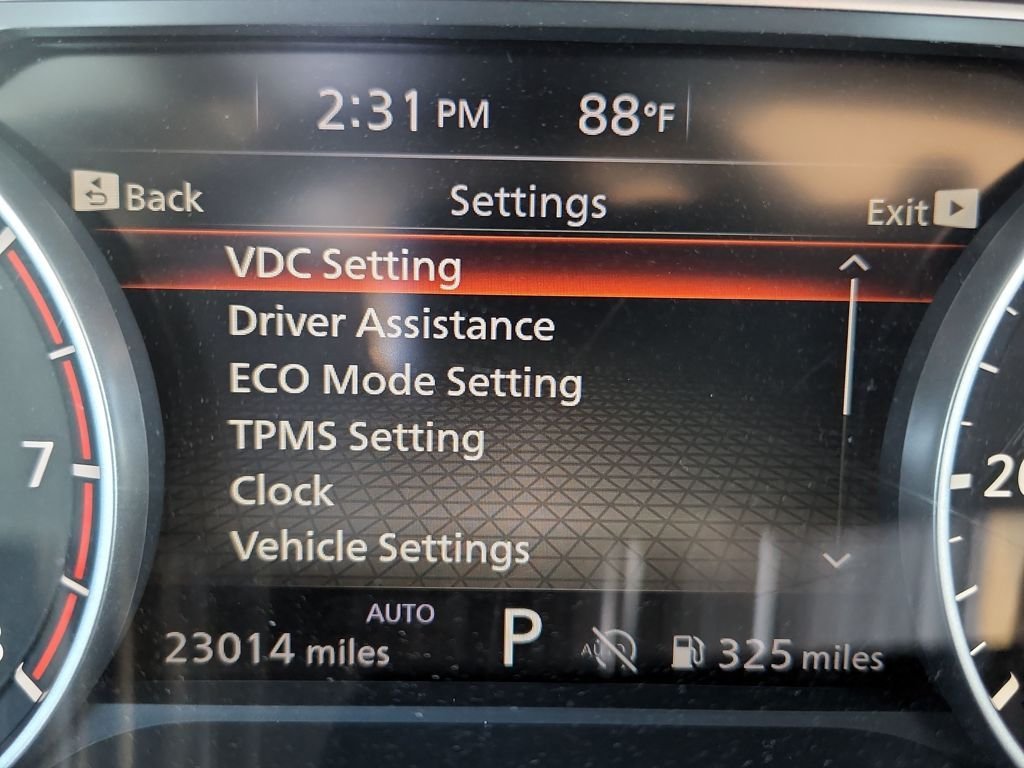 2:31 PM 88°F
Back Settings Exit
VDC Setting
Driver Assistance
ECO Mode Setting
TPMS Setting
Clock
7
Vehicle Settings
AUTO
23014 miles P 325 miles